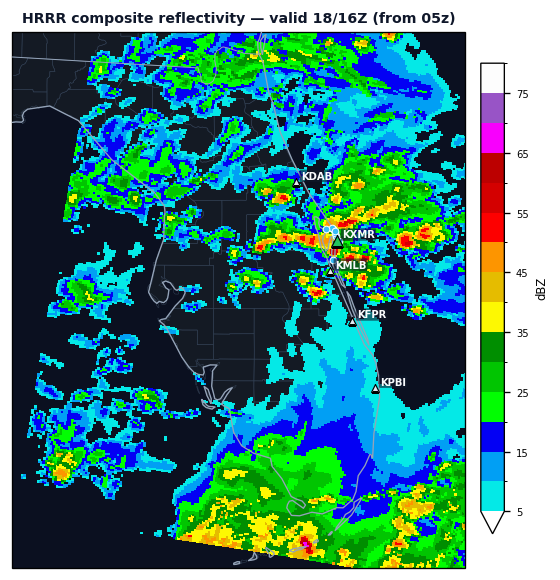 HRRR composite reflectivity — valid 18/16Z (from 05z)
75
65
55
45
35
25
15
5
dBZ
KDAB
KXMR
KMLB
KFPR
KPBI